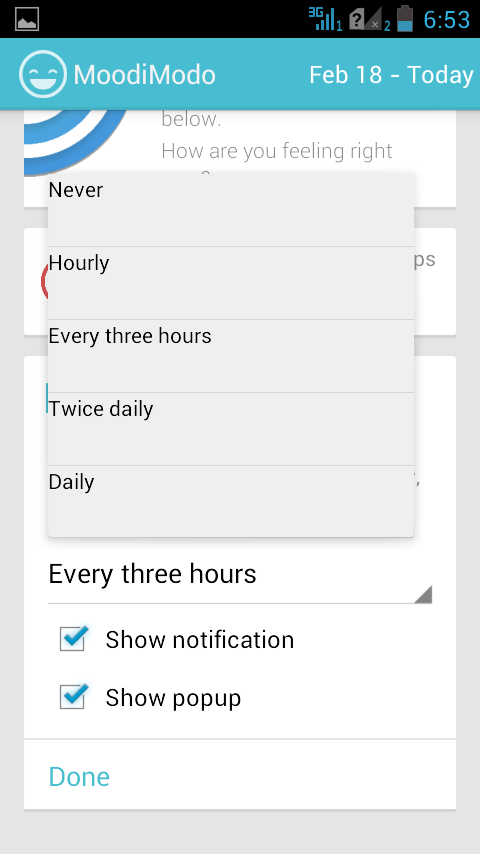 3G 1 2 6:53
MoodiModo Feb 18 - Today
below.
How are you feeling right
Never
Hourly
ps
Every three hours
Twice daily
Daily
Every three hours
Show notification
Show popup
Done